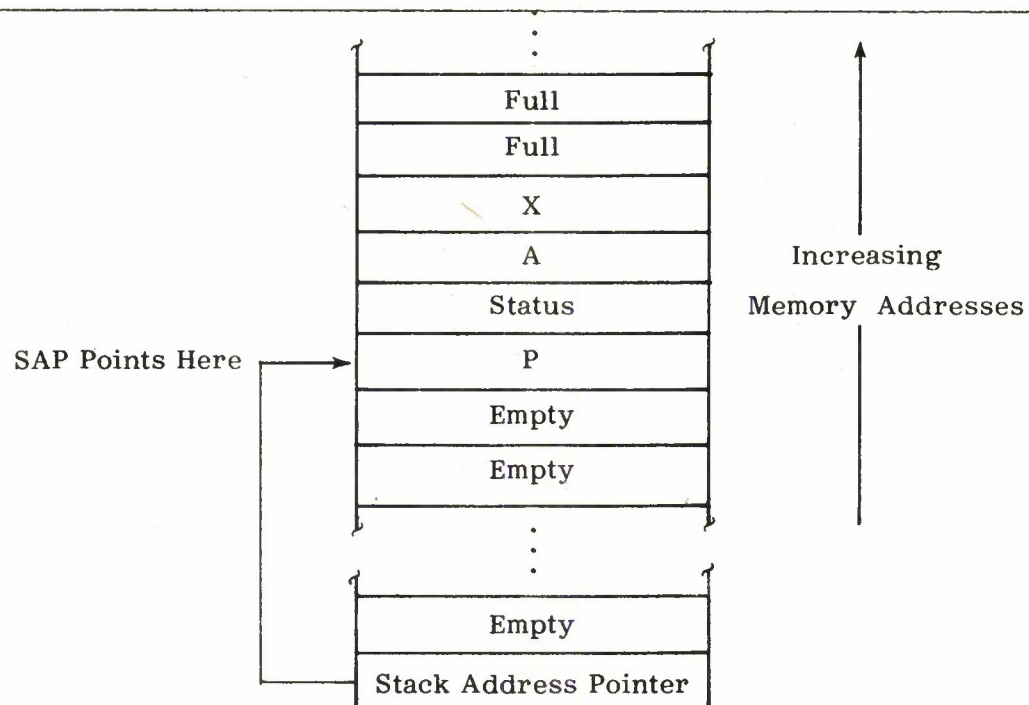 Full
Full
X
A
Increasing
Status
Memory Addresses
SAP Points Here
P
Empty
Empty
Empty
Stack Address Pointer